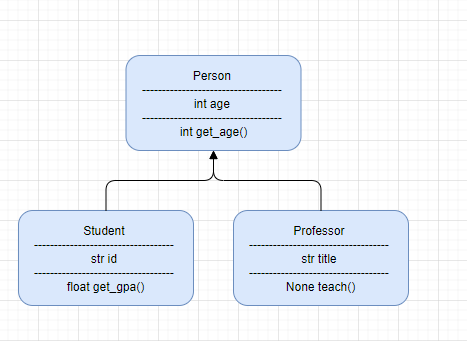 Person
int age
int get_age()
Student
str id
float get_gpa()
Professor
str title
None teach()